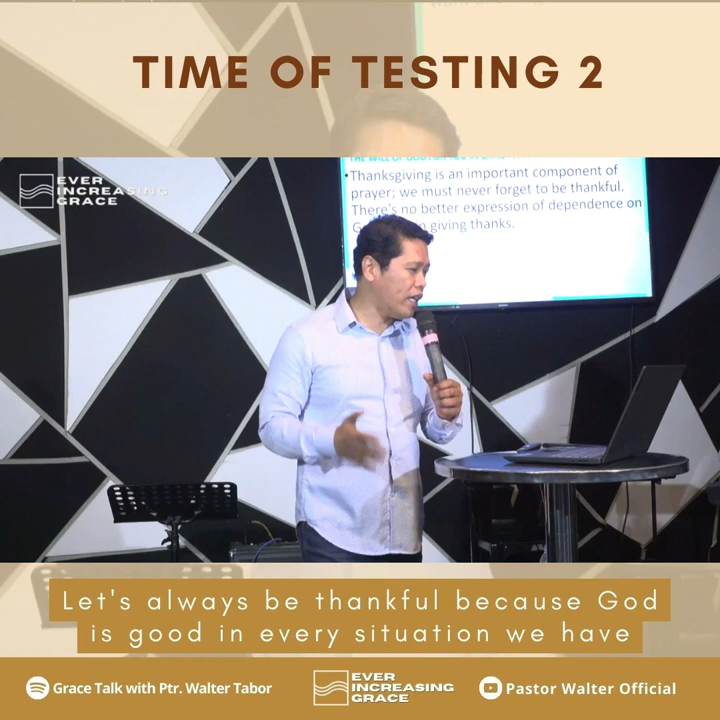 TIME OF TESTING 2
EVER
INCREASING
GRACE
•Thanksgiving is an important component of
prayer; we must never forget to be thankful.
There's no better expression of dependence on
giving thanks.
Let's always be thankful because God
is good in every situation we have
Grace Talk with Ptr. Walter Tabor
EVER
INCREASING
GRACE
Pastor Walter Official